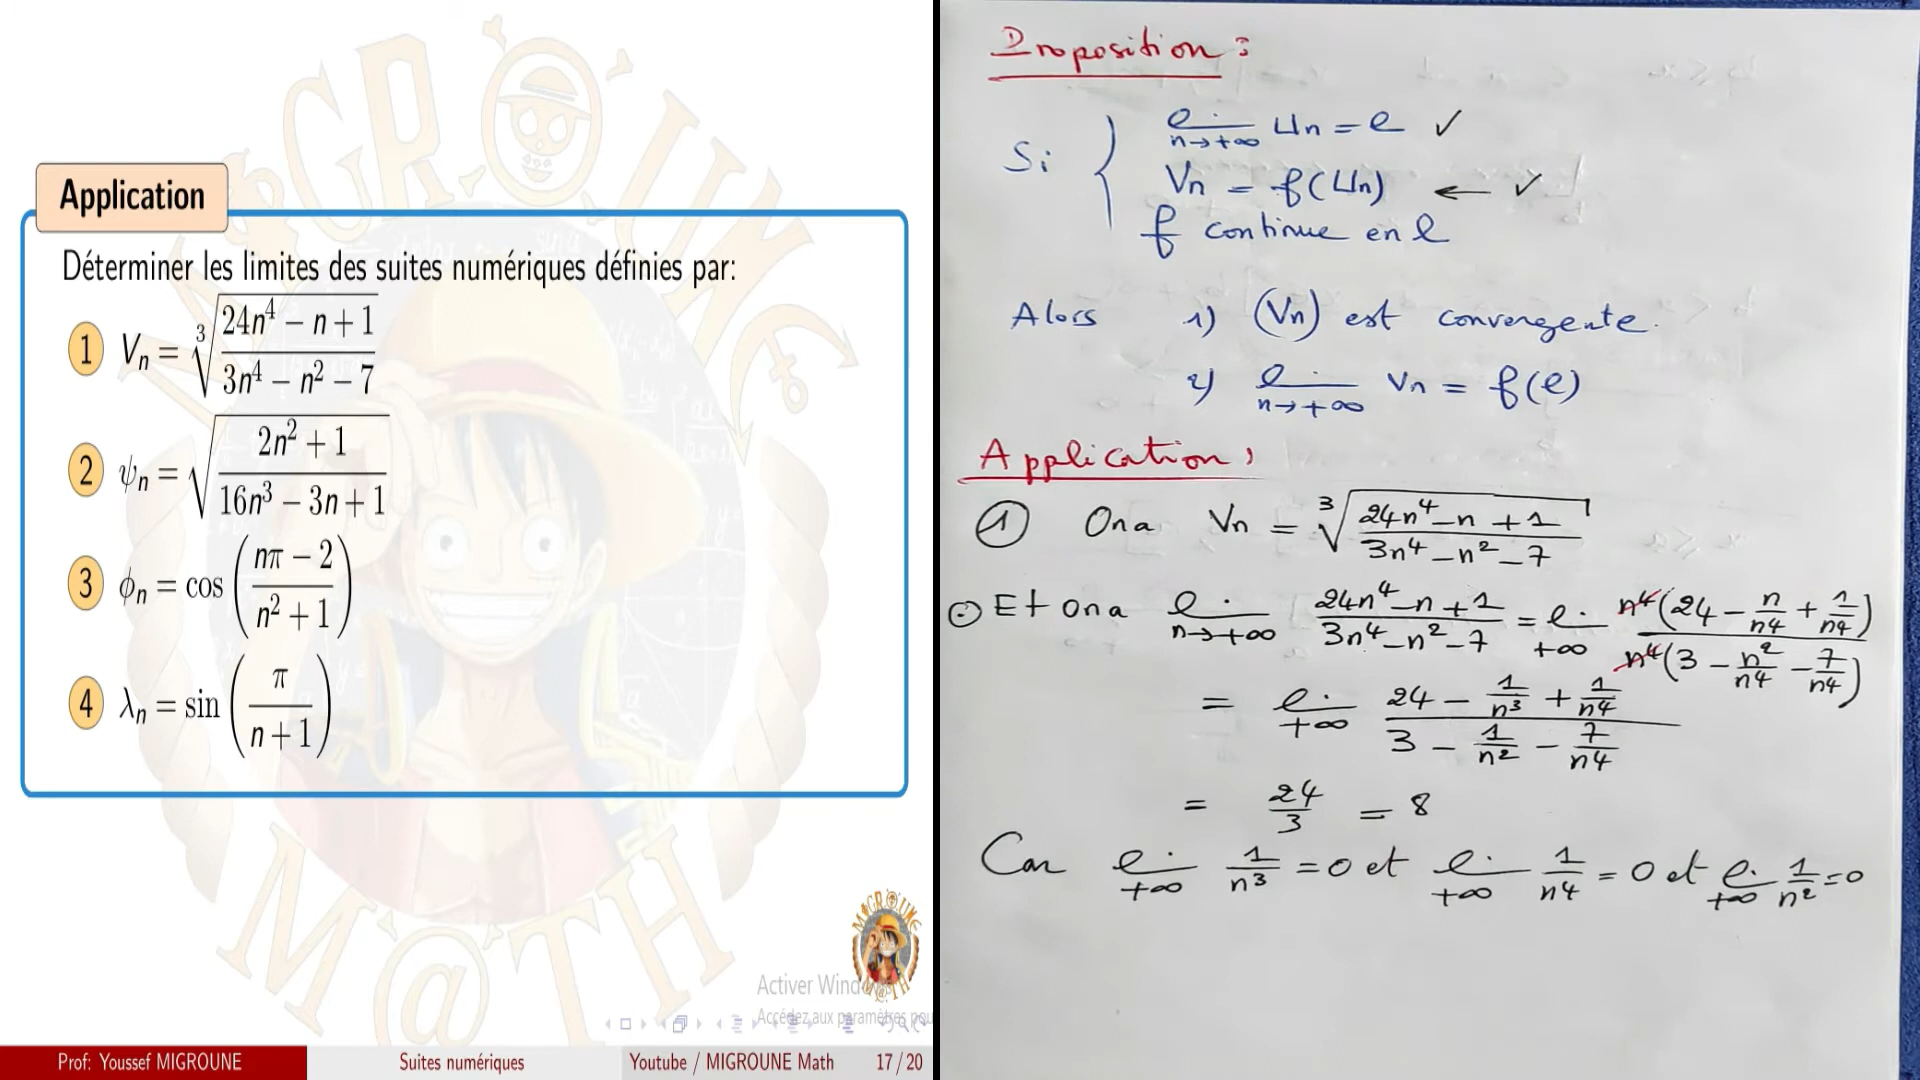 MIGROUNE
M@TH
Application
Déterminer les limites des suites numériques définies par:
1 Vn = ∛((24n⁴ − n + 1)/(3n⁴ − n² − 7))
2 ψn = √((2n² + 1)/(16n³ − 3n + 1))
3 ϕn = cos((nπ − 2)/(n² + 1))
4 λn = sin(π/(n + 1))
MIGROUNE
M@TH
Activer Wind
Accédez aux paramètres pou
Prof: Youssef MIGROUNE Suites numériques Youtube / MIGROUNE Math 17 / 20
Proposition :
Si { lim n→+∞ Un = l ✓
Vn = f(Un) ← ✓
f continue en l
Alors 1) (Vn) est convergente.
2) lim n→+∞ Vn = f(l)
Application :
① On a Vn = ∛((24n⁴ − n + 1)/(3n⁴ − n² − 7))
⊙ Et on a lim n→+∞ (24n⁴ − n + 1)/(3n⁴ − n² − 7) = lim +∞ n⁴(24 − n/n⁴ + 1/n⁴)/n⁴(3 − n²/n⁴ − 7/n⁴)
= lim +∞ (24 − 1/n³ + 1/n⁴)/(3 − 1/n² − 7/n⁴)
= 24/3 = 8
Car lim +∞ 1/n³ = 0 et lim +∞ 1/n⁴ = 0 et lim +∞ 1/n² = 0